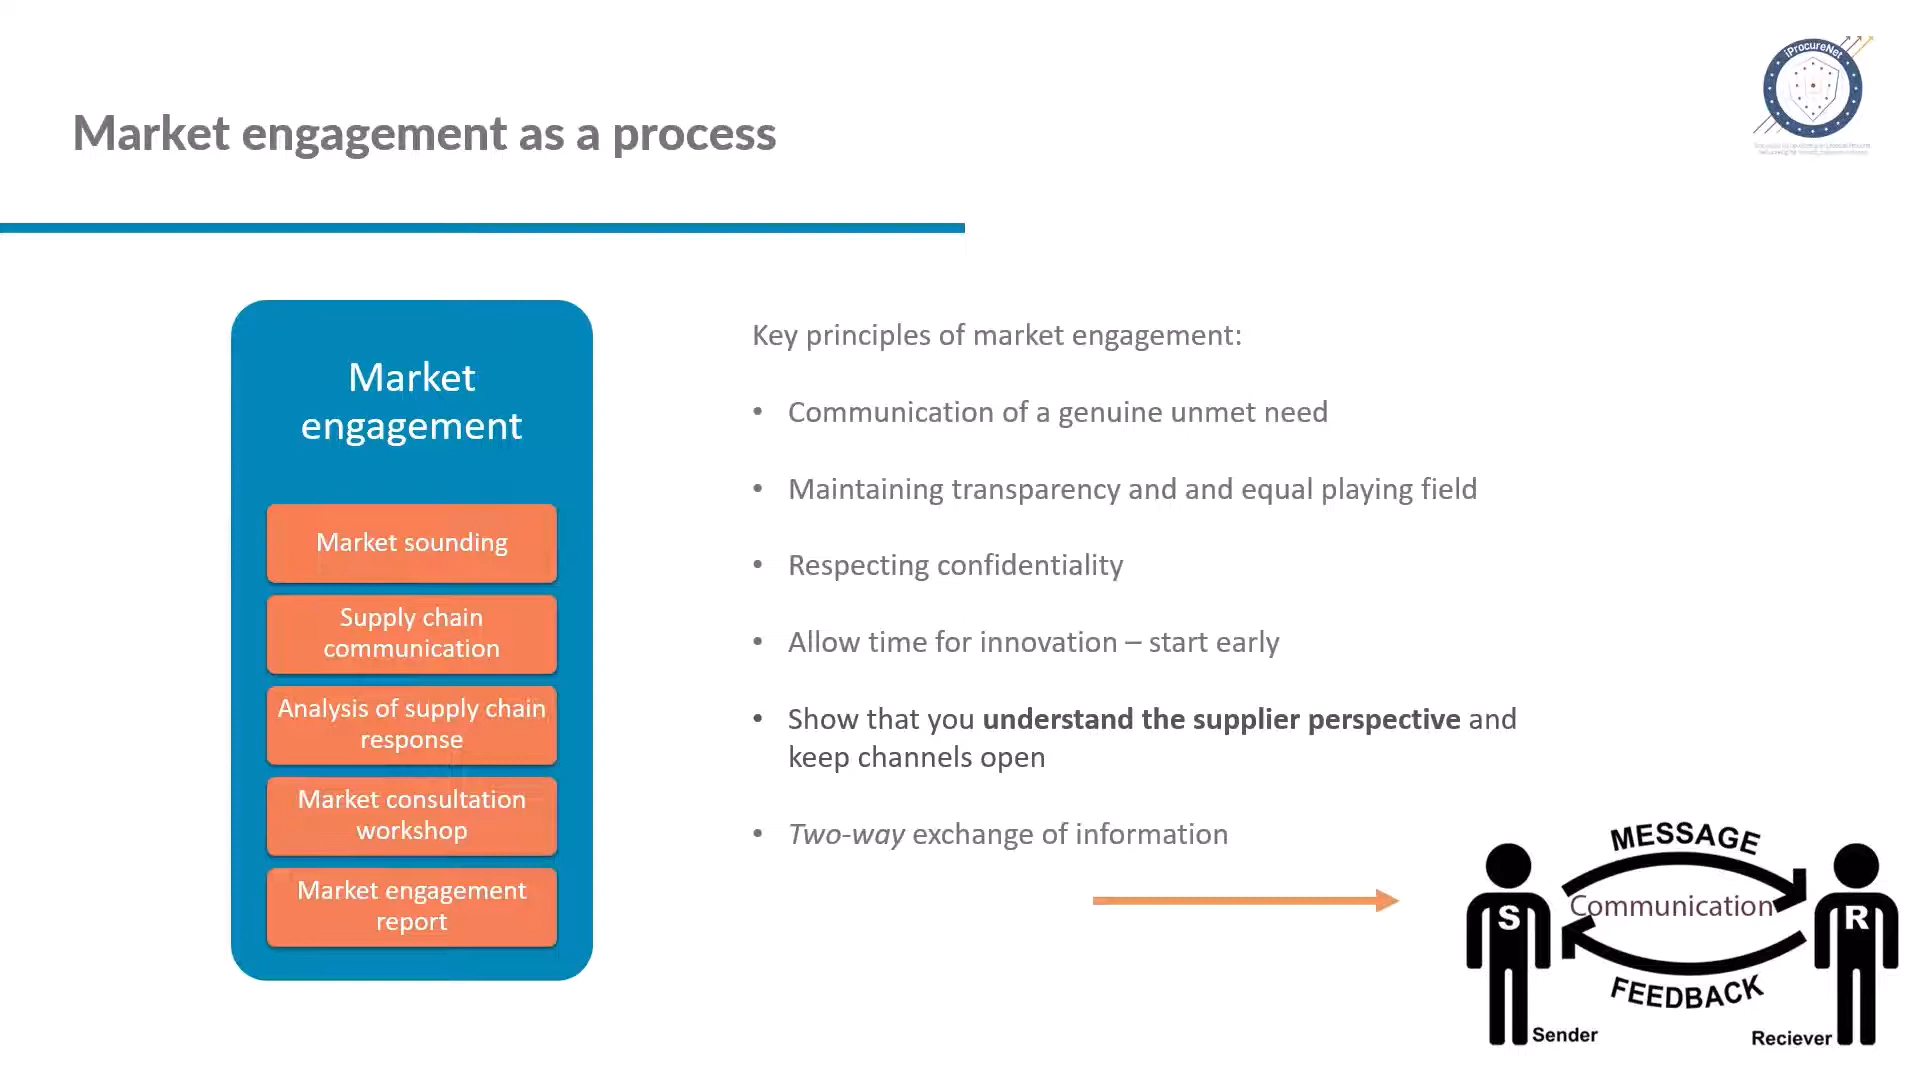 iProcureNet
Market engagement as a process
Market
engagement
Market sounding
Supply chain
communication
Analysis of supply chain
response
Market consultation
workshop
Market engagement
report
Key principles of market engagement:
• Communication of a genuine unmet need
• Maintaining transparency and and equal playing field
• Respecting confidentiality
• Allow time for innovation – start early
• Show that you understand the supplier perspective and
keep channels open
• Two-way exchange of information
MESSAGE
S
Communication
R
FEEDBACK
Sender
Reciever